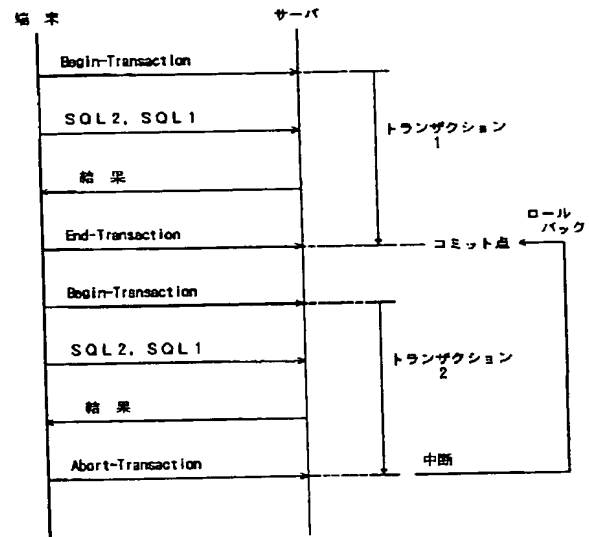 端 末
サーバ
Begin-Transaction
SQL2, SQL1
トランザクション
1
結 果
ロール
バック
End-Transaction
コミット点
Begin-Transaction
SQL2, SQL1
トランザクション
2
結 果
中断
Abort-Transaction